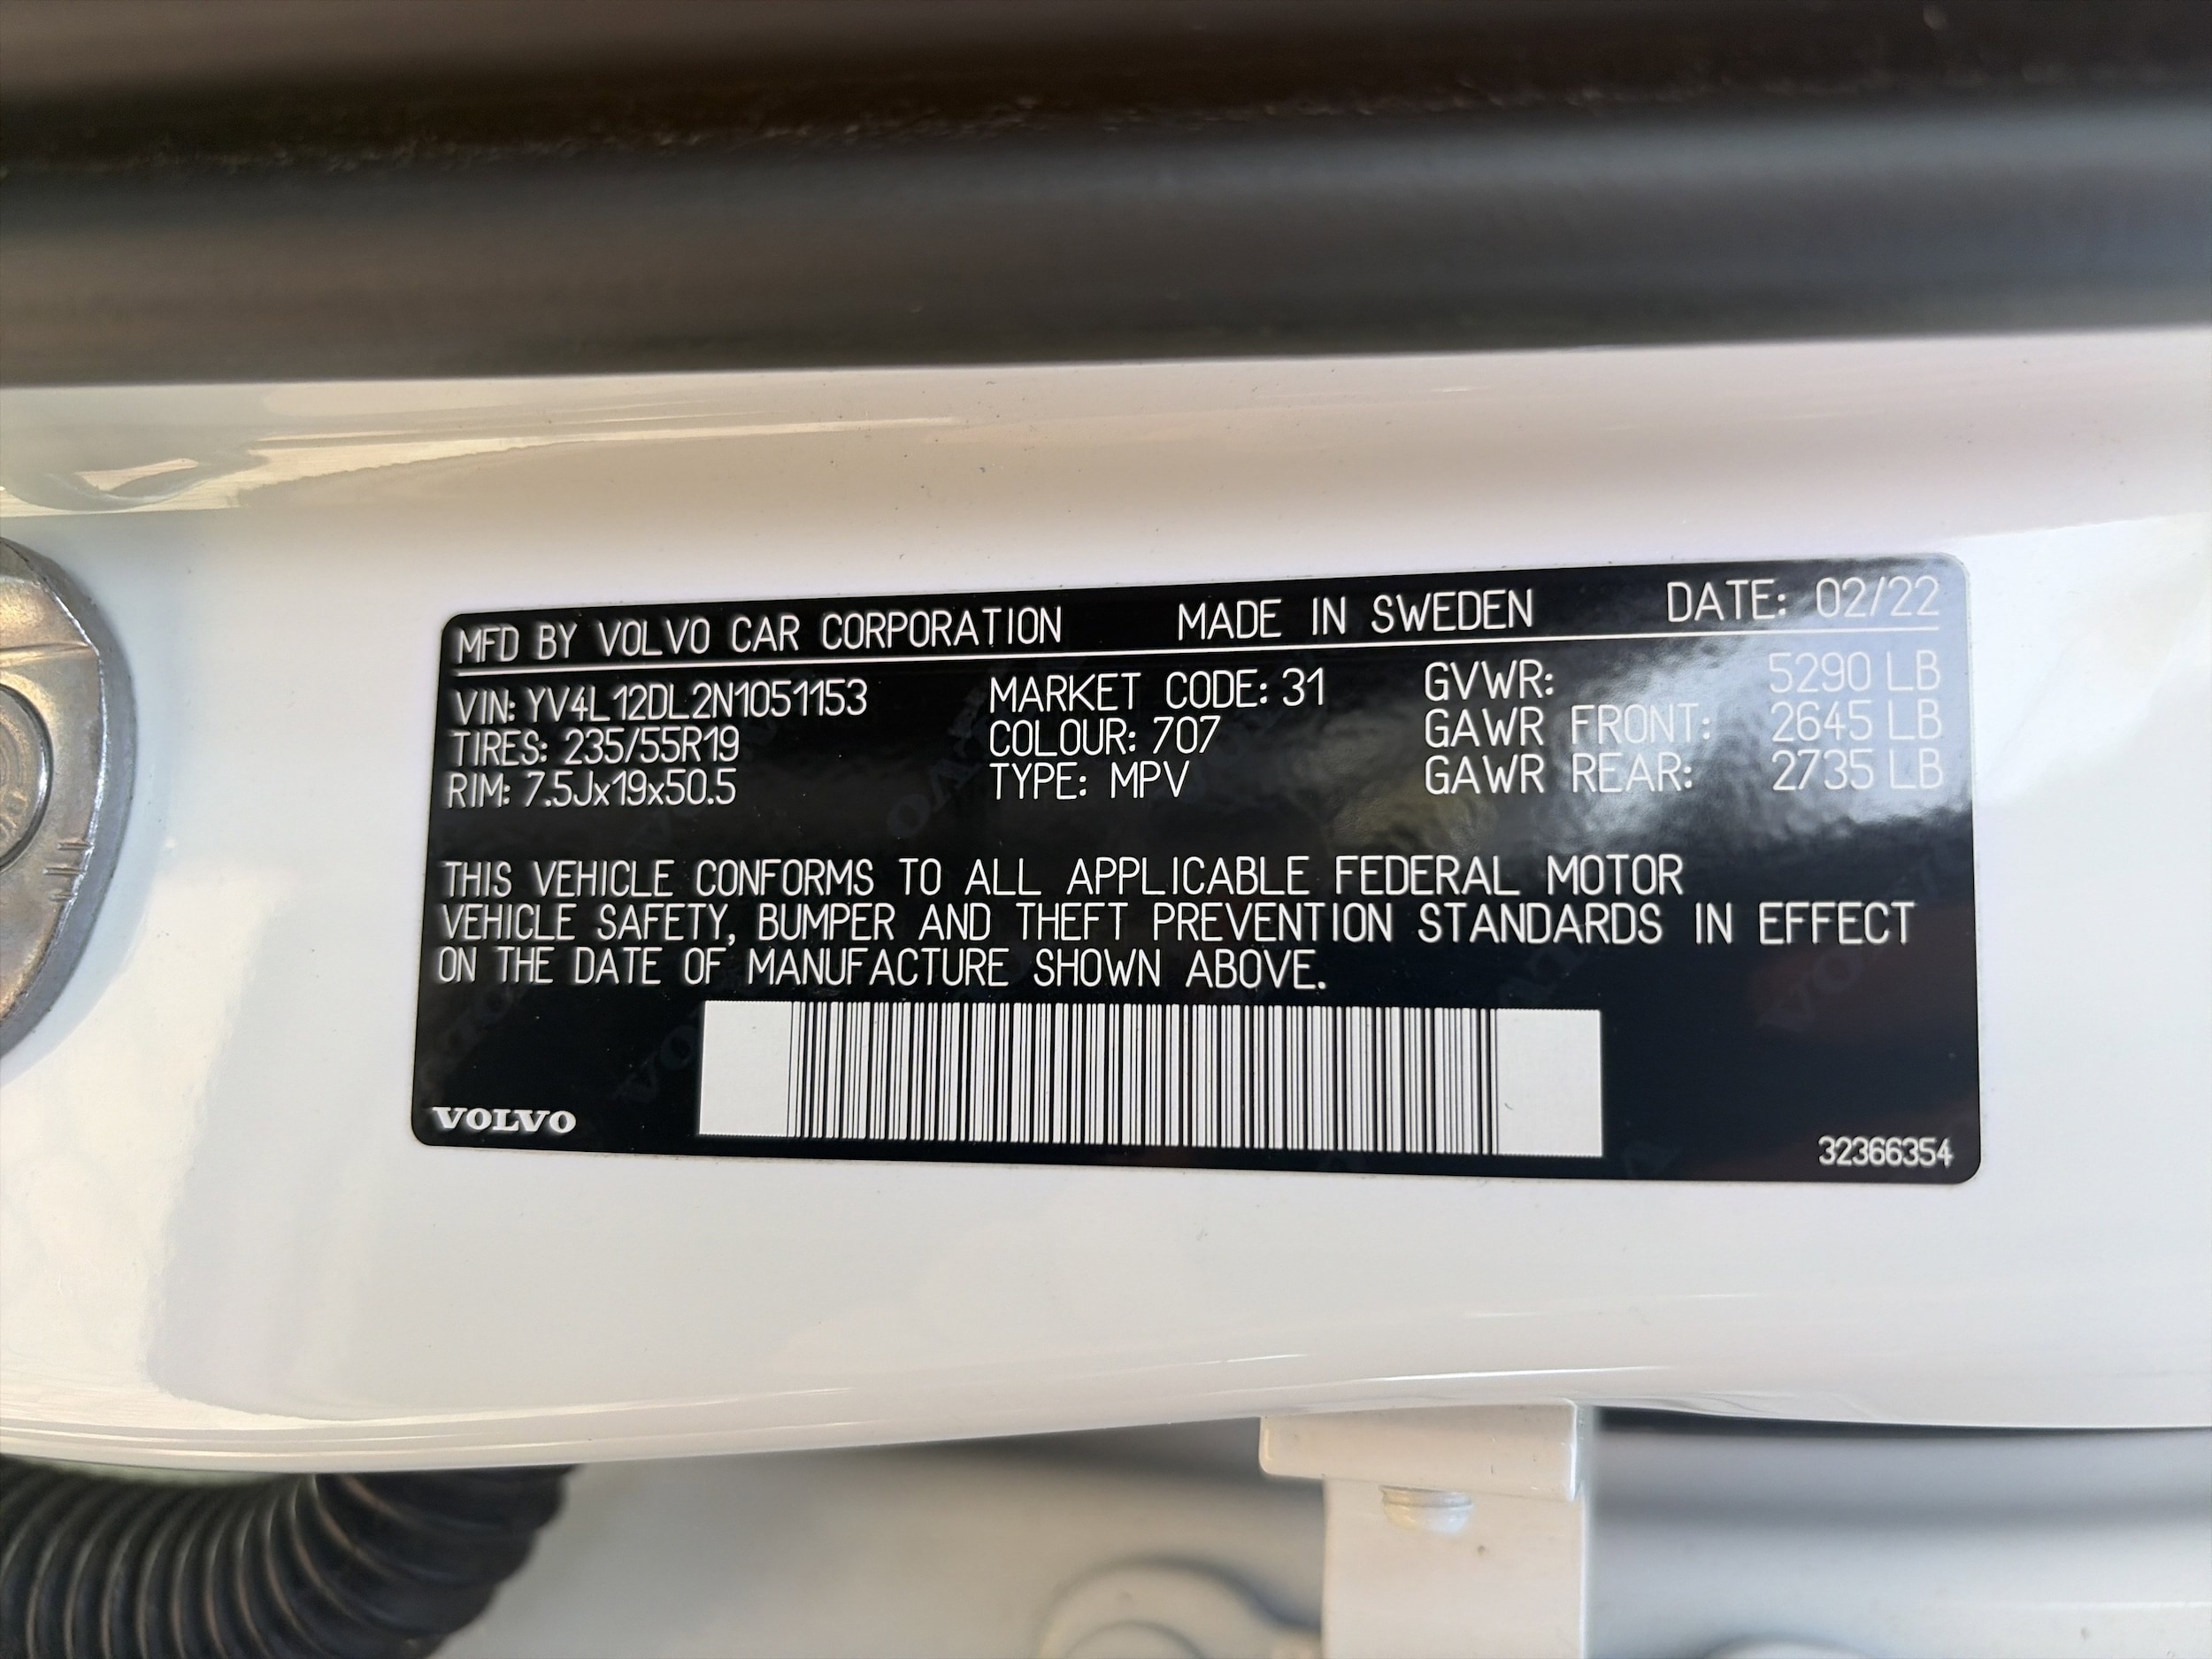 MFD BY VOLVO CAR CORPORATION MADE IN SWEDEN DATE: 02/22
VIN: YV4L12DL2N1051153 MARKET CODE: 31 GVWR: 5290 LB
TIRES: 235/55R19 COLOUR: 707 GAWR FRONT: 2645 LB
RIM: 7.5Jx19x50.5 TYPE: MPV GAWR REAR: 2735 LB
THIS VEHICLE CONFORMS TO ALL APPLICABLE FEDERAL MOTOR
VEHICLE SAFETY, BUMPER AND THEFT PREVENTION STANDARDS IN EFFECT
ON THE DATE OF MANUFACTURE SHOWN ABOVE.
VOLVO
32366354